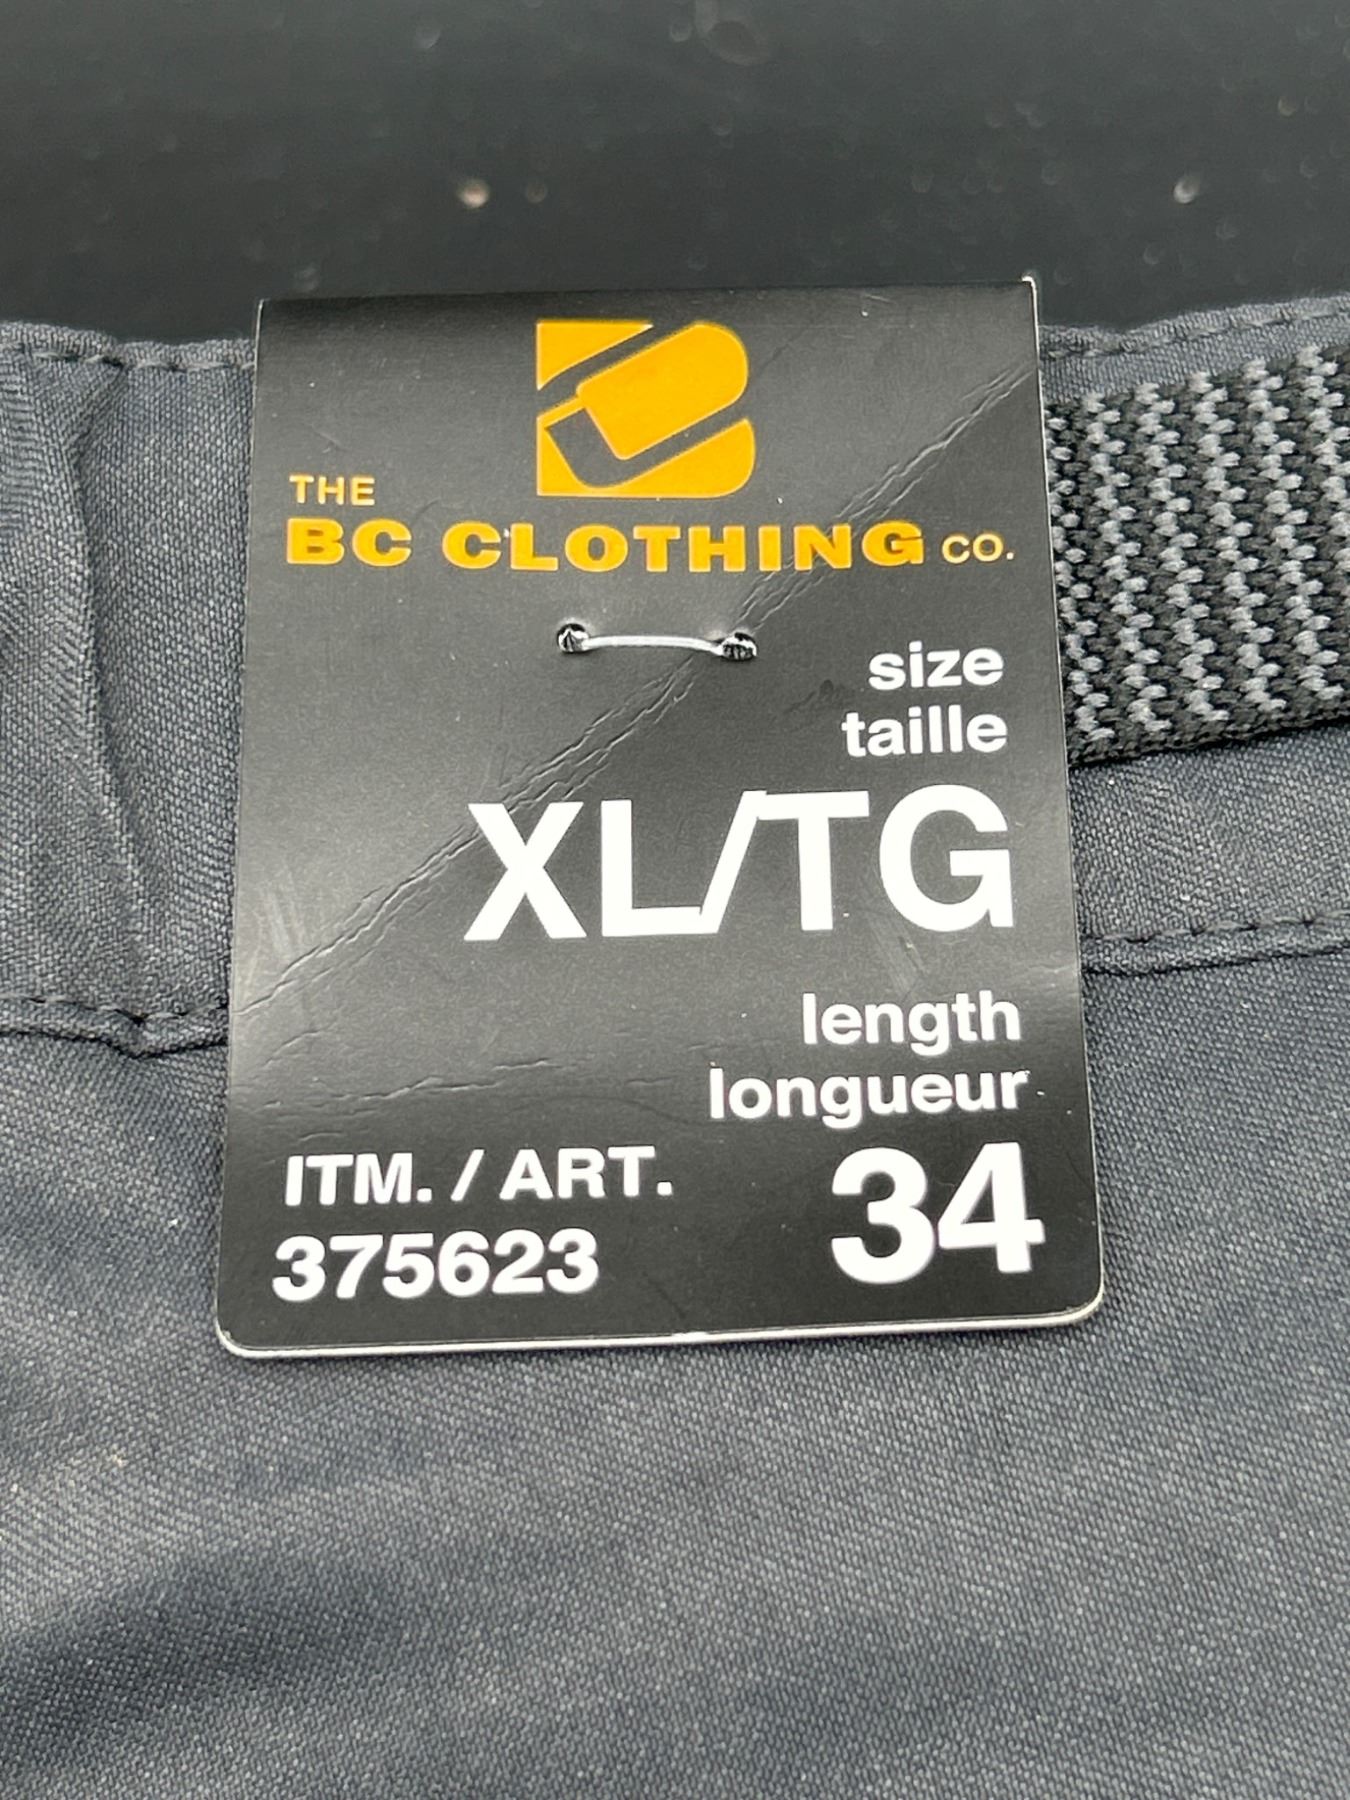 THE
BC CLOTHING CO.
size
taille
XL/TG
length
longueur
34
ITM. / ART.
375623